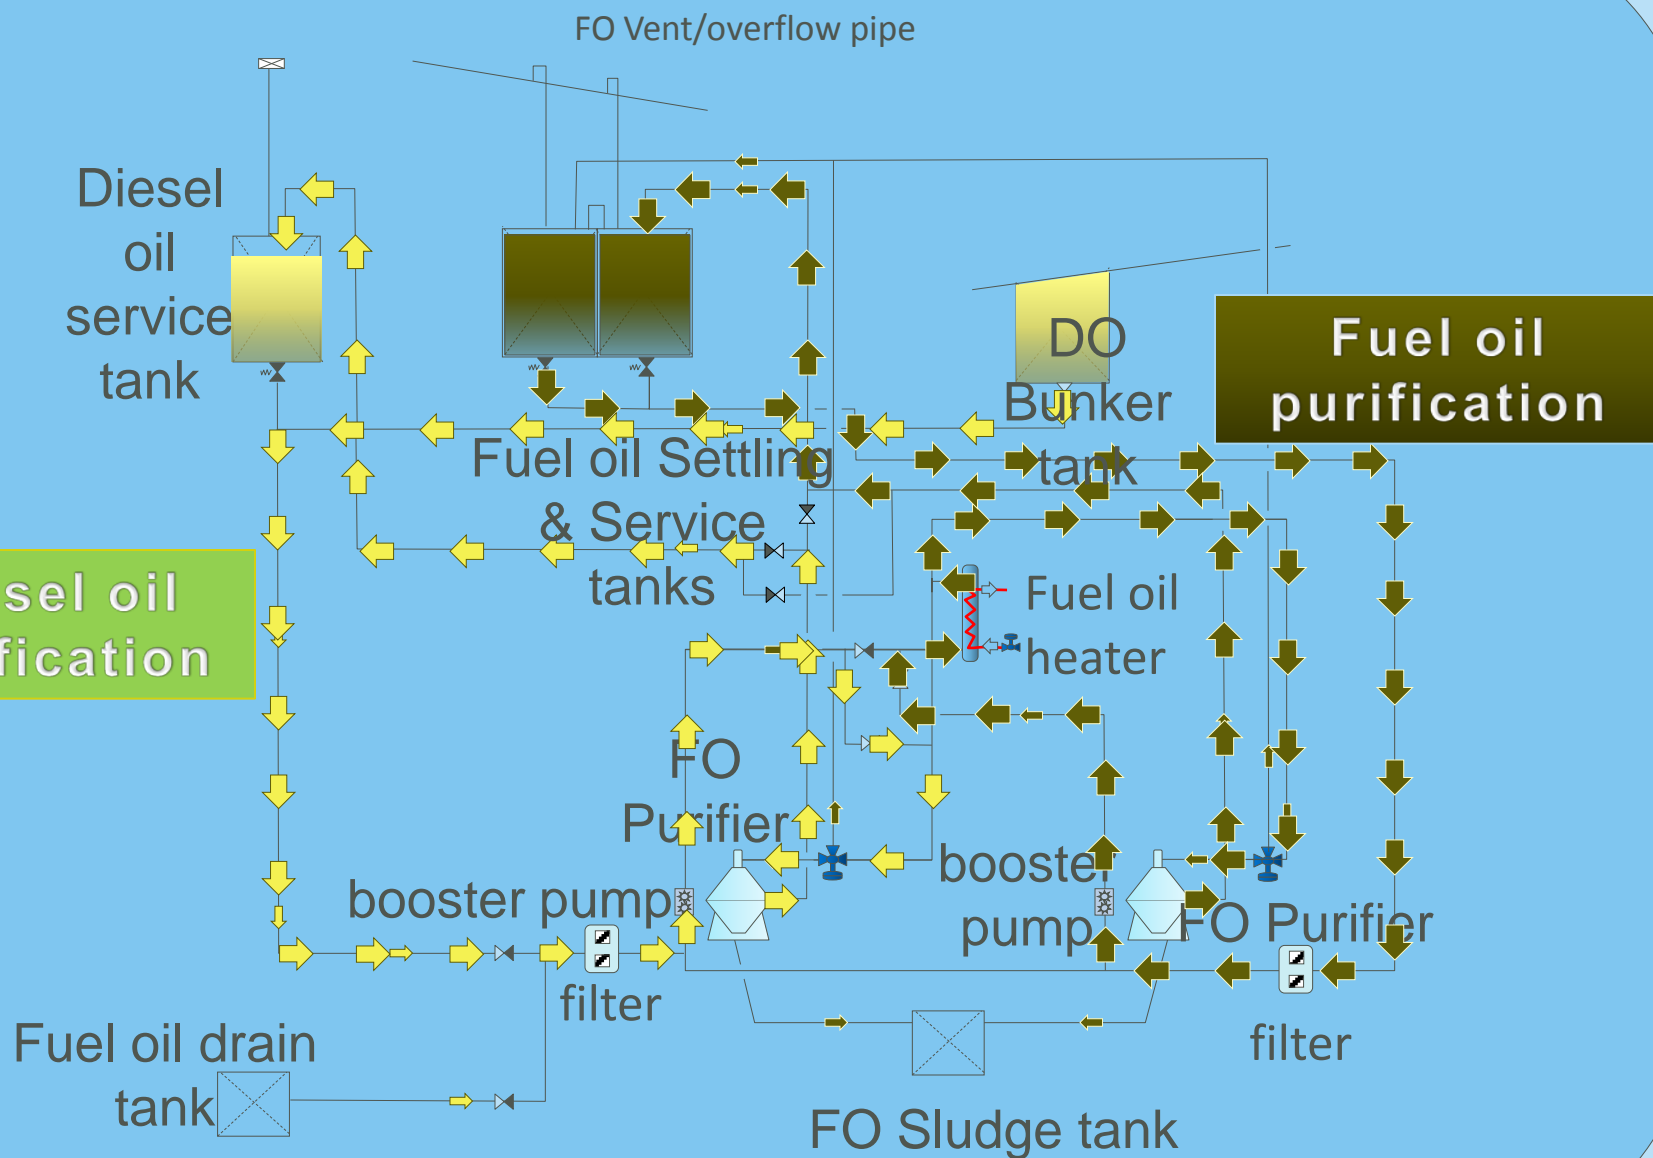 FO Vent/overflow pipe
Diesel
oil
service
tank
DO
Bunker
tank
Fuel oil
purification
Fuel oil Settling
& Service
tanks
sel oil
fication
Fuel oil
heater
FO
Purifier
booster pump
booster
pump
FO Purifier
filter
filter
Fuel oil drain
tank
FO Sludge tank